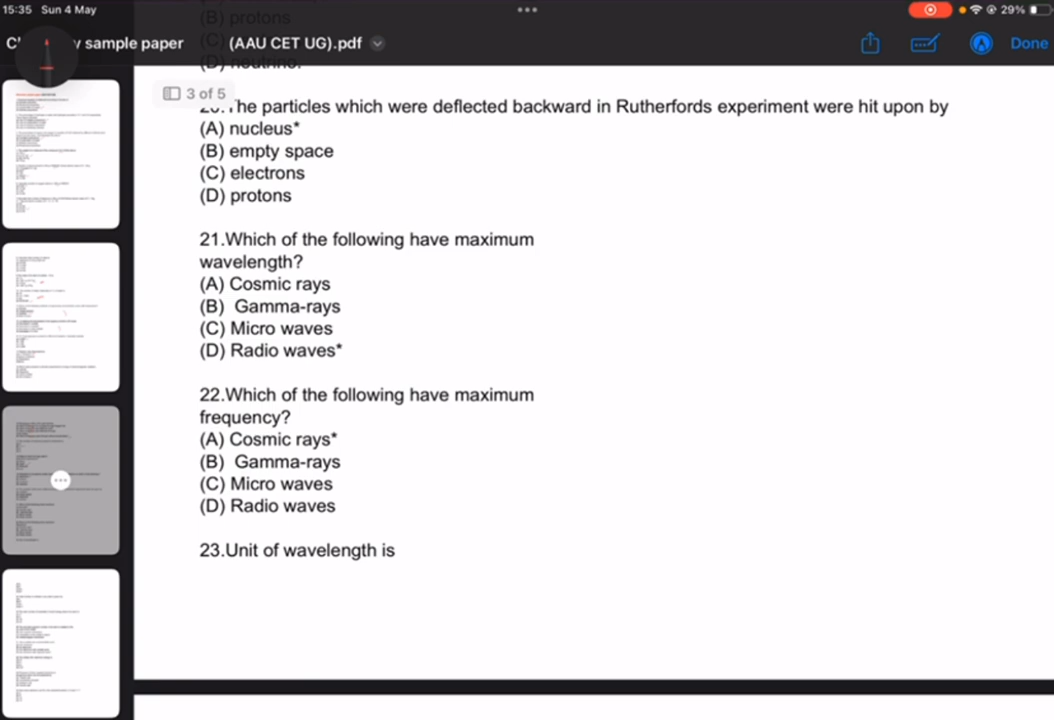 15:35 Sun 4 May
29%
sample paper (AAU CET UG).pdf
Done
(B) protons
(C)
(D) neutrino.
3 of 5
20.The particles which were deflected backward in Rutherfords experiment were hit upon by
(A) nucleus*
(B) empty space
(C) electrons
(D) protons
21.Which of the following have maximum
wavelength?
(A) Cosmic rays
(B) Gamma-rays
(C) Micro waves
(D) Radio waves*
22.Which of the following have maximum
frequency?
(A) Cosmic rays*
(B) Gamma-rays
(C) Micro waves
(D) Radio waves
23.Unit of wavelength is